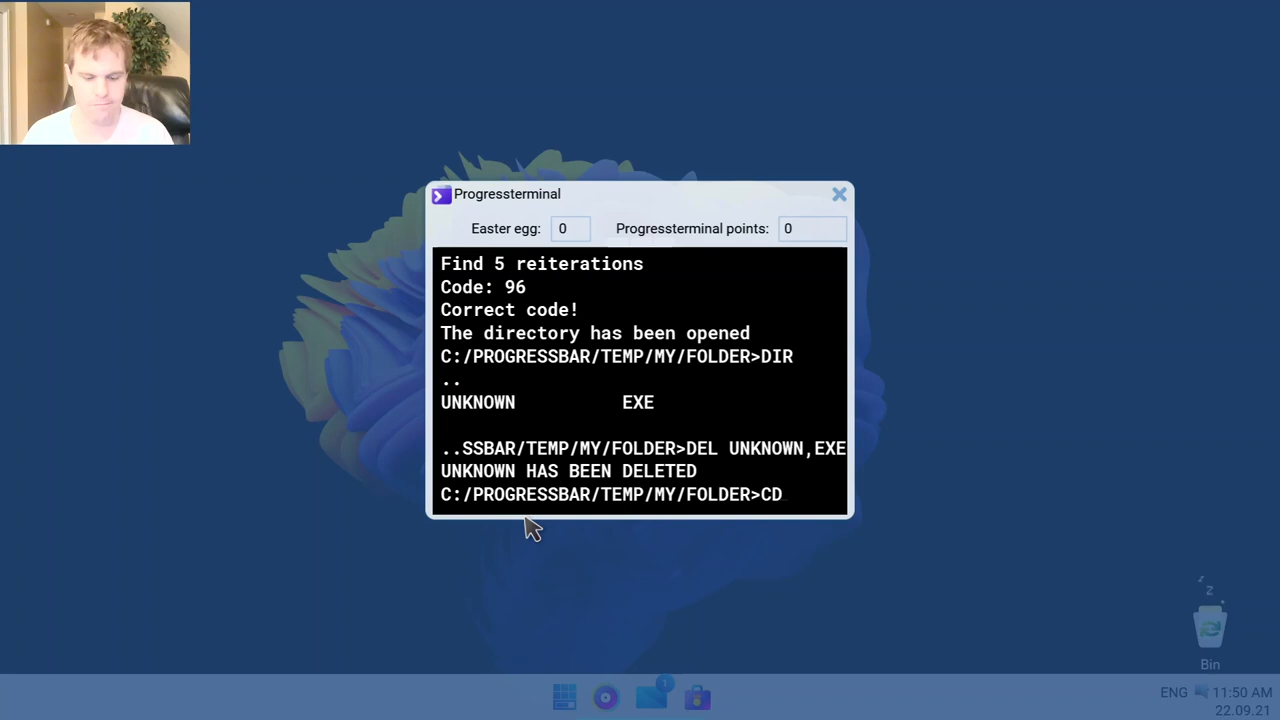 Progressterminal
Easter egg: 0 Progressterminal points: 0
Find 5 reiterations
Code: 96
Correct code!
The directory has been opened
C:/PROGRESSBAR/TEMP/MY/FOLDER>DIR
..
UNKNOWN EXE
..SSBAR/TEMP/MY/FOLDER>DEL UNKNOWN,EXE
UNKNOWN HAS BEEN DELETED
C:/PROGRESSBAR/TEMP/MY/FOLDER>CD_
z
Bin
1
ENG 11:50 AM
22.09.21